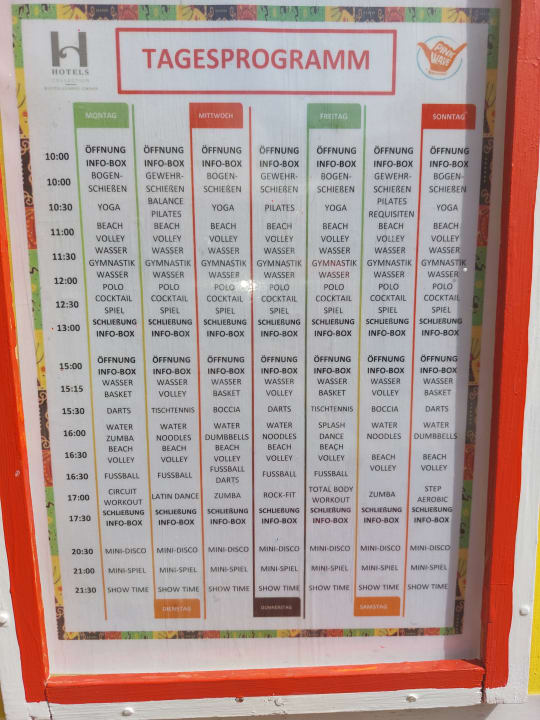 HOTELS
COLLECTION
TAGESPROGRAMM
PINK
WAVE
MONTAG MITTWOCH FREITAG SONNTAG
ÖFFNUNG ÖFFNUNG ÖFFNUNG ÖFFNUNG ÖFFNUNG ÖFFNUNG ÖFFNUNG
10:00 INFO-BOX INFO-BOX INFO-BOX INFO-BOX INFO-BOX INFO-BOX INFO-BOX
BOGEN- GEWEHR- BOGEN- GEWEHR- BOGEN- GEWEHR- BOGEN-
10:00 SCHIEßEN SCHIEßEN SCHIEßEN SCHIEßEN SCHIEßEN SCHIEßEN SCHIEßEN
BALANCE PILATES
10:30 YOGA PILATES YOGA PILATES YOGA REQUISITEN YOGA
11:00 BEACH BEACH BEACH BEACH BEACH BEACH BEACH
VOLLEY VOLLEY VOLLEY VOLLEY VOLLEY VOLLEY VOLLEY
11:30 WASSER WASSER WASSER WASSER WASSER WASSER WASSER
GYMNASTIK GYMNASTIK GYMNASTIK GYMNASTIK GYMNASTIK GYMNASTIK GYMNASTIK
12:00 WASSER WASSER WASSER WASSER WASSER WASSER WASSER
POLO POLO POLO POLO POLO POLO POLO
12:30 COCKTAIL COCKTAIL COCKTAIL COCKTAIL COCKTAIL COCKTAIL COCKTAIL
SPIEL SPIEL SPIEL SPIEL SPIEL SPIEL SPIEL
13:00 SCHLIEßUNG SCHLIEßUNG SCHLIEßUNG SCHLIEßUNG SCHLIEßUNG SCHLIEßUNG SCHLIEßUNG
INFO-BOX INFO-BOX INFO-BOX INFO-BOX INFO-BOX INFO-BOX INFO-BOX
15:00 ÖFFNUNG ÖFFNUNG ÖFFNUNG ÖFFNUNG ÖFFNUNG ÖFFNUNG ÖFFNUNG
INFO-BOX INFO-BOX INFO-BOX INFO-BOX INFO-BOX INFO-BOX INFO-BOX
15:15 WASSER WASSER WASSER WASSER WASSER WASSER WASSER
BASKET VOLLEY BASKET VOLLEY BASKET VOLLEY BASKET
15:30 DARTS TISCHTENNIS BOCCIA DARTS TISCHTENNIS BOCCIA DARTS
WATER WATER WATER WATER SPLASH WATER WATER
16:00 ZUMBA NOODLES DUMBBELLS NOODLES DANCE NOODLES DUMBBELLS
BEACH BEACH BEACH BEACH BEACH BEACH BEACH
16:30 VOLLEY VOLLEY VOLLEY VOLLEY VOLLEY VOLLEY VOLLEY
FUSSBALL
16:30 FUSSBALL FUSSBALL DARTS FUSSBALL FUSSBALL
CIRCUIT TOTAL BODY STEP
17:00 WORKOUT LATIN DANCE ZUMBA ROCK-FIT WORKOUT ZUMBA AEROBIC
SCHLIEßUNG SCHLIEßUNG SCHLIEßUNG SCHLIEßUNG SCHLIEßUNG SCHLIEßUNG SCHLIEßUNG
17:30 INFO-BOX INFO-BOX INFO-BOX INFO-BOX INFO-BOX INFO-BOX INFO-BOX
20:30 MINI-DISCO MINI-DISCO MINI-DISCO MINI-DISCO MINI-DISCO MINI-DISCO MINI-DISCO
21:00 MINI-SPIEL MINI-SPIEL MINI-SPIEL MINI-SPIEL MINI-SPIEL MINI-SPIEL MINI-SPIEL
21:30 SHOW TIME SHOW TIME SHOW TIME SHOW TIME SHOW TIME SHOW TIME SHOW TIME
DIENSTAG DONNERSTAG SAMSTAG